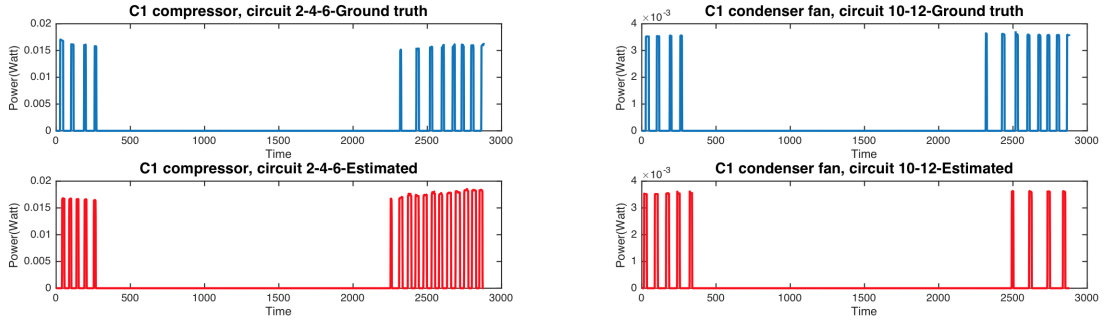 C1 compressor, circuit 2-4-6-Ground truth
0.02
0.015
0.01
0.005
0
Power(Watt)
0 500 1000 1500 2000 2500 3000
Time
C1 condenser fan, circuit 10-12-Ground truth
×10⁻³
4
3
2
1
0
Power(Watt)
0 500 1000 1500 2000 2500 3000
Time
C1 compressor, circuit 2-4-6-Estimated
0.02
0.015
0.01
0.005
0
Power(Watt)
0 500 1000 1500 2000 2500 3000
Time
C1 condenser fan, circuit 10-12-Estimated
×10⁻³
4
3
2
1
0
Power(Watt)
0 500 1000 1500 2000 2500 3000
Time